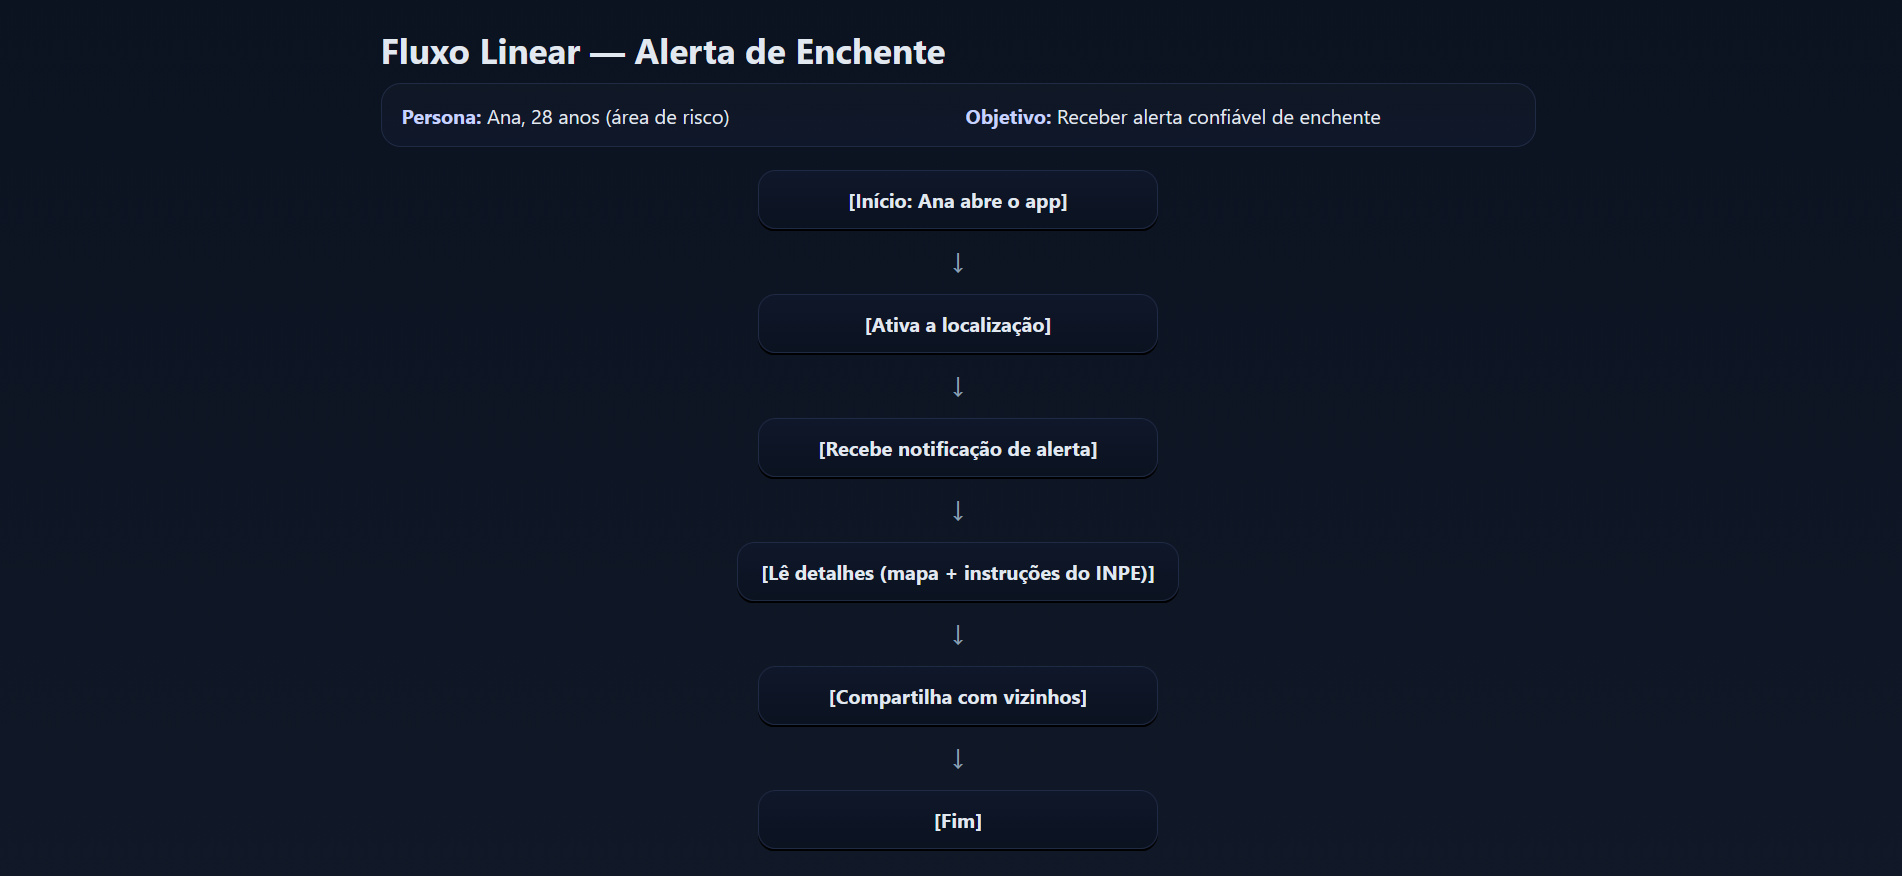 Fluxo Linear — Alerta de Enchente
Persona: Ana, 28 anos (área de risco)
Objetivo: Receber alerta confiável de enchente
[Início: Ana abre o app]
↓
[Ativa a localização]
↓
[Recebe notificação de alerta]
↓
[Lê detalhes (mapa + instruções do INPE)]
↓
[Compartilha com vizinhos]
↓
[Fim]